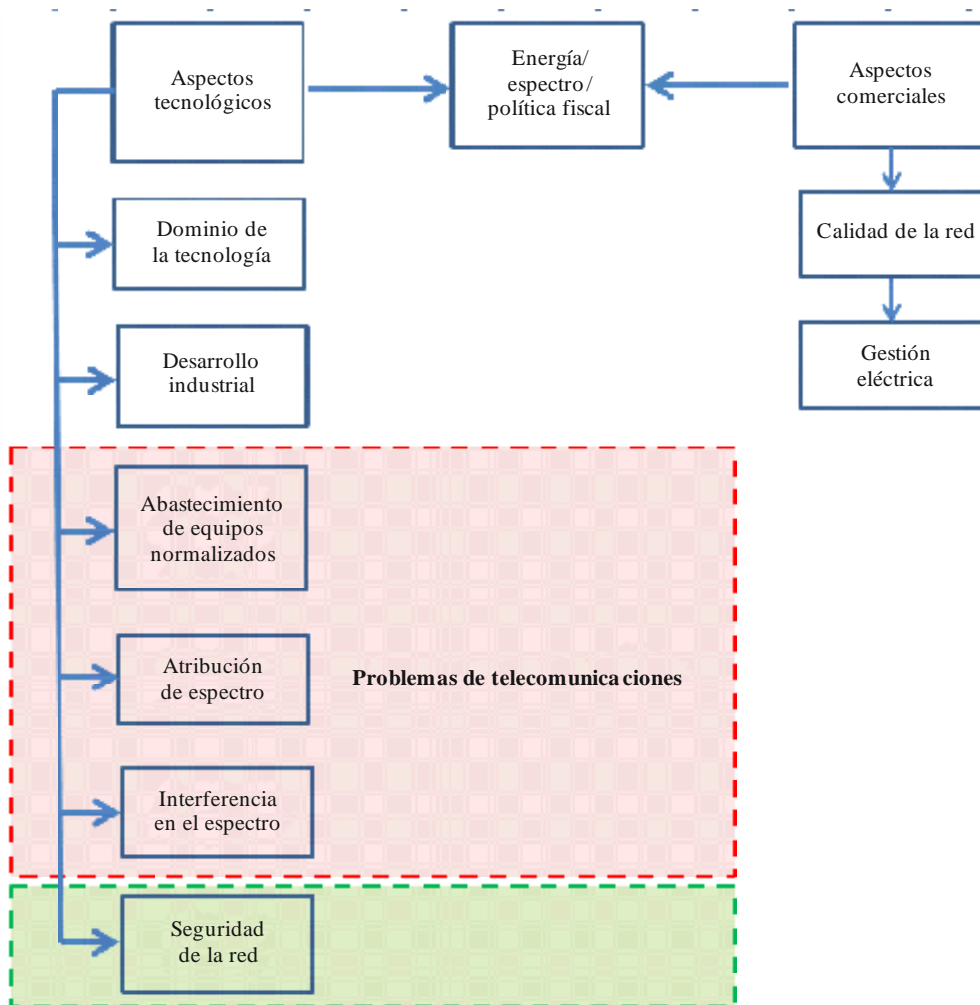 Aspectos
tecnológicos
Energía/
espectro/
política fiscal
Aspectos
comerciales
Dominio de
la tecnología
Calidad de la red
Desarrollo
industrial
Gestión
eléctrica
Abastecimiento
de equipos
normalizados
Atribución
de espectro
Problemas de telecomunicaciones
Interferencia
en el espectro
Seguridad
de la red